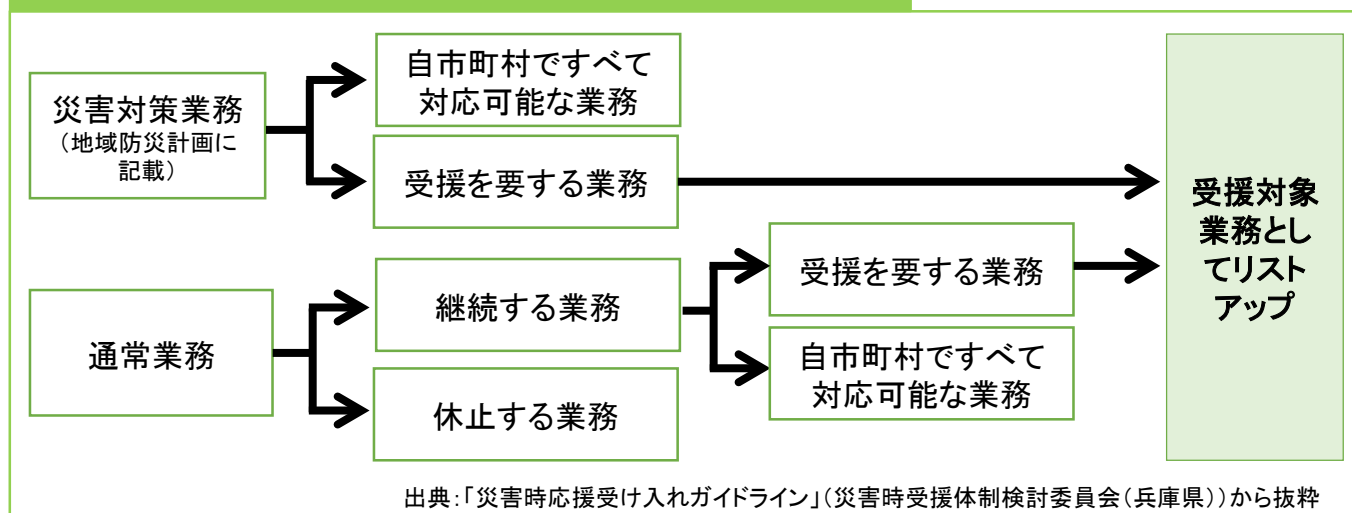 自市町村ですべて
対応可能な業務
災害対策業務
（地域防災計画に
記載）
受援を要する業務
受援対象
業務とし
てリスト
アップ
受援を要する業務
継続する業務
通常業務
自市町村ですべて
対応可能な業務
休止する業務
出典：「災害時応援受け入れガイドライン」（災害時受援体制検討委員会（兵庫県））から抜粋